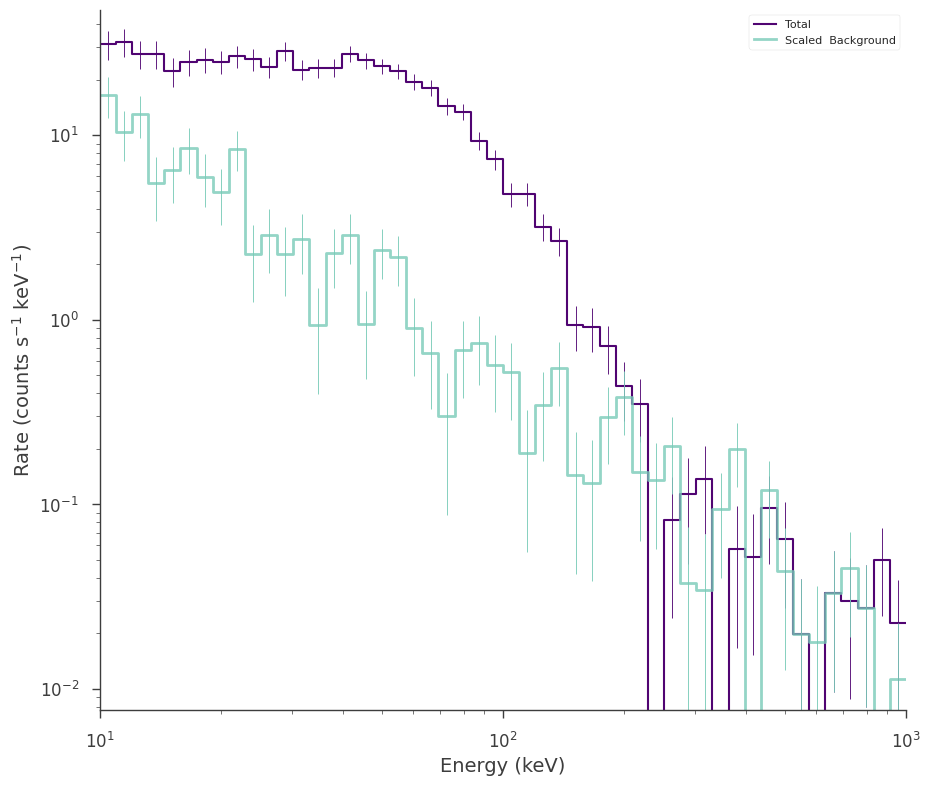 Total
Scaled  Background
10¹
10⁰
10⁻¹
10⁻²
Rate (counts s⁻¹ keV⁻¹)
10¹ 10² 10³
Energy (keV)